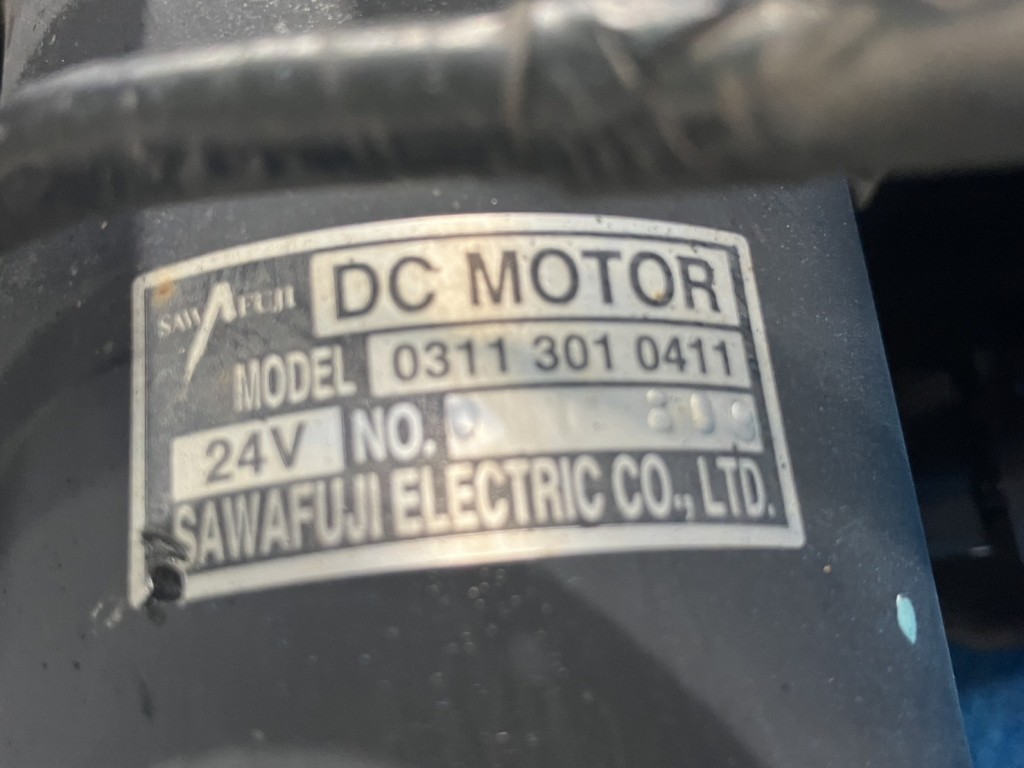 SAWAFUJI DC MOTOR
MODEL 0311 301 0411
24V NO.
SAWAFUJI ELECTRIC CO., LTD.